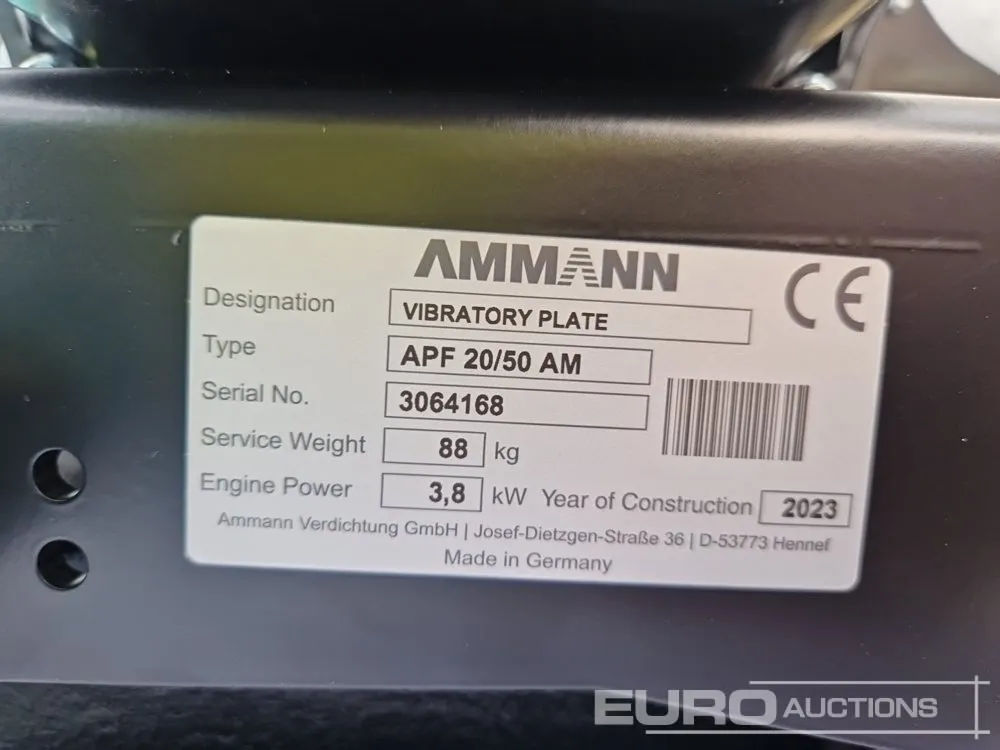 AMMANN
CE
Designation VIBRATORY PLATE
Type APF 20/50 AM
Serial No. 3064168
Service Weight 88 kg
Engine Power 3,8 kW Year of Construction 2023
Ammann Verdichtung GmbH | Josef-Dietzgen-Straße 36 | D-53773 Hennef
Made in Germany
EURO AUCTIONS